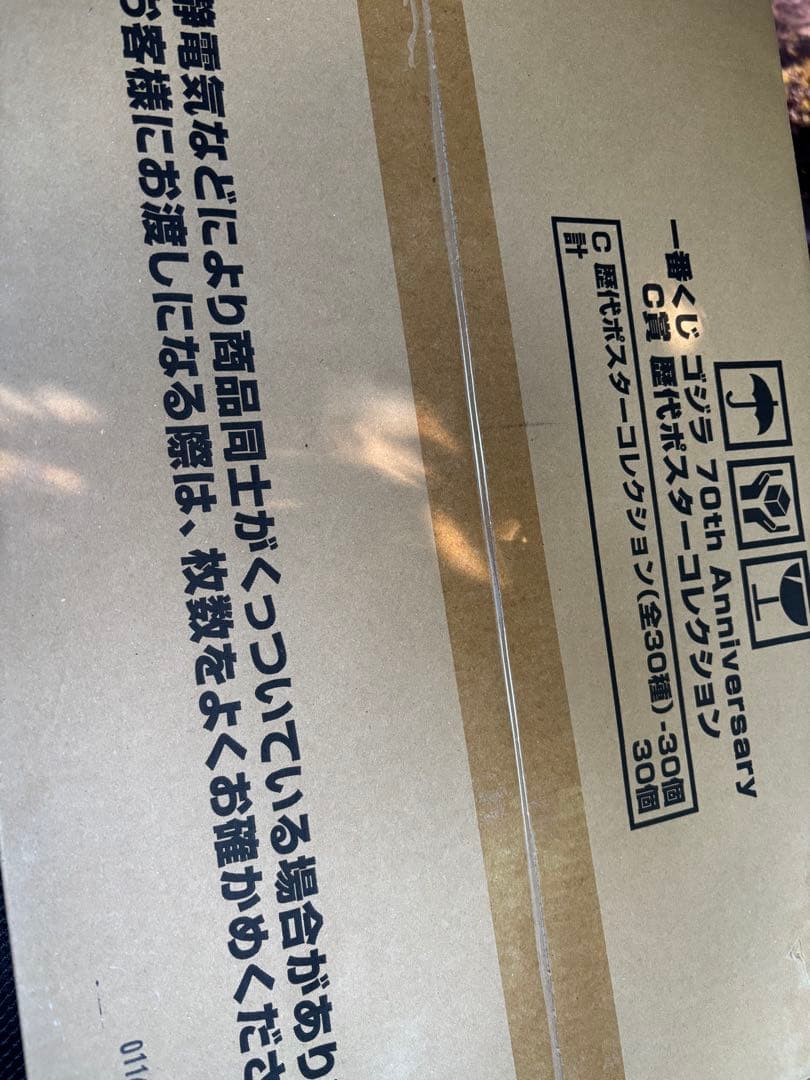 一番くじ ゴジラ 70th Anniversary
C賞 歴代ポスターコレクション
C 歴代ポスターコレクション(全30種)-30個
計 30個
静電気などにより商品同士がくっついている場合があり
お客様にお渡しになる際は、枚数をよくお確かめくださ
011